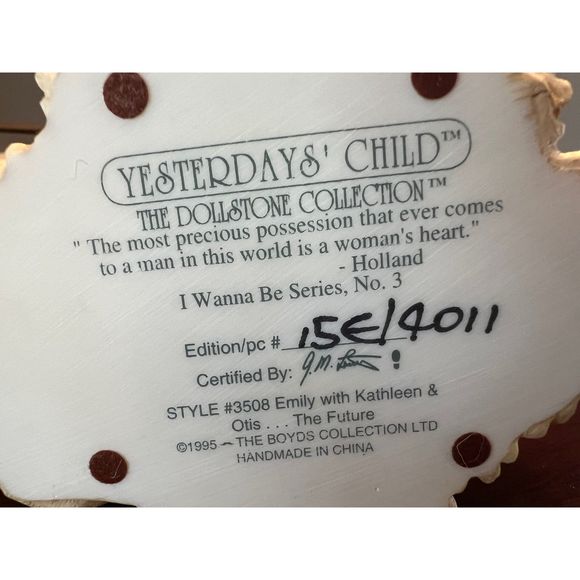 YESTERDAYS' CHILD™
THE DOLLSTONE COLLECTION™
" The most precious possession that ever comes
to a man in this world is a woman's heart."
- Holland
I Wanna Be Series, No. 3
Edition/pc # 15E/4011
Certified By:
STYLE #3508 Emily with Kathleen &
Otis . . . The Future
©1995 – THE BOYDS COLLECTION LTD
HANDMADE IN CHINA